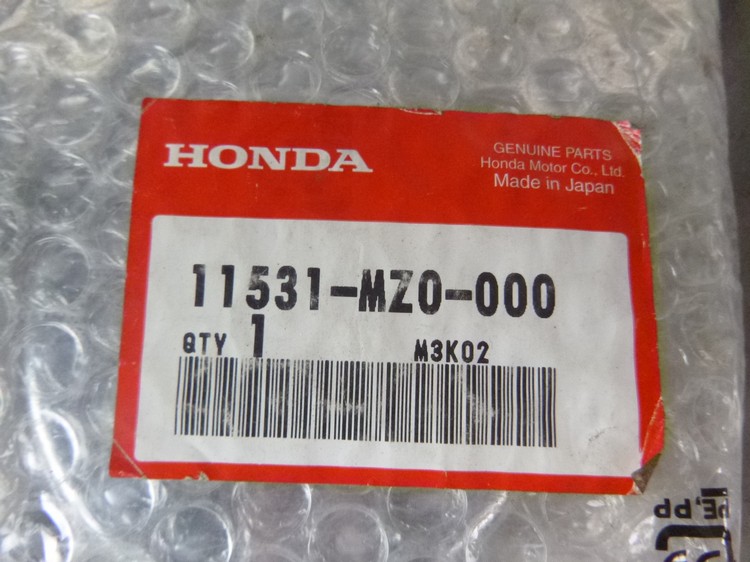 HONDA
GENUINE PARTS
Honda Motor Co., Ltd.
Made in Japan
11531-MZ0-000
QTY 1 M3K02
PE,PP